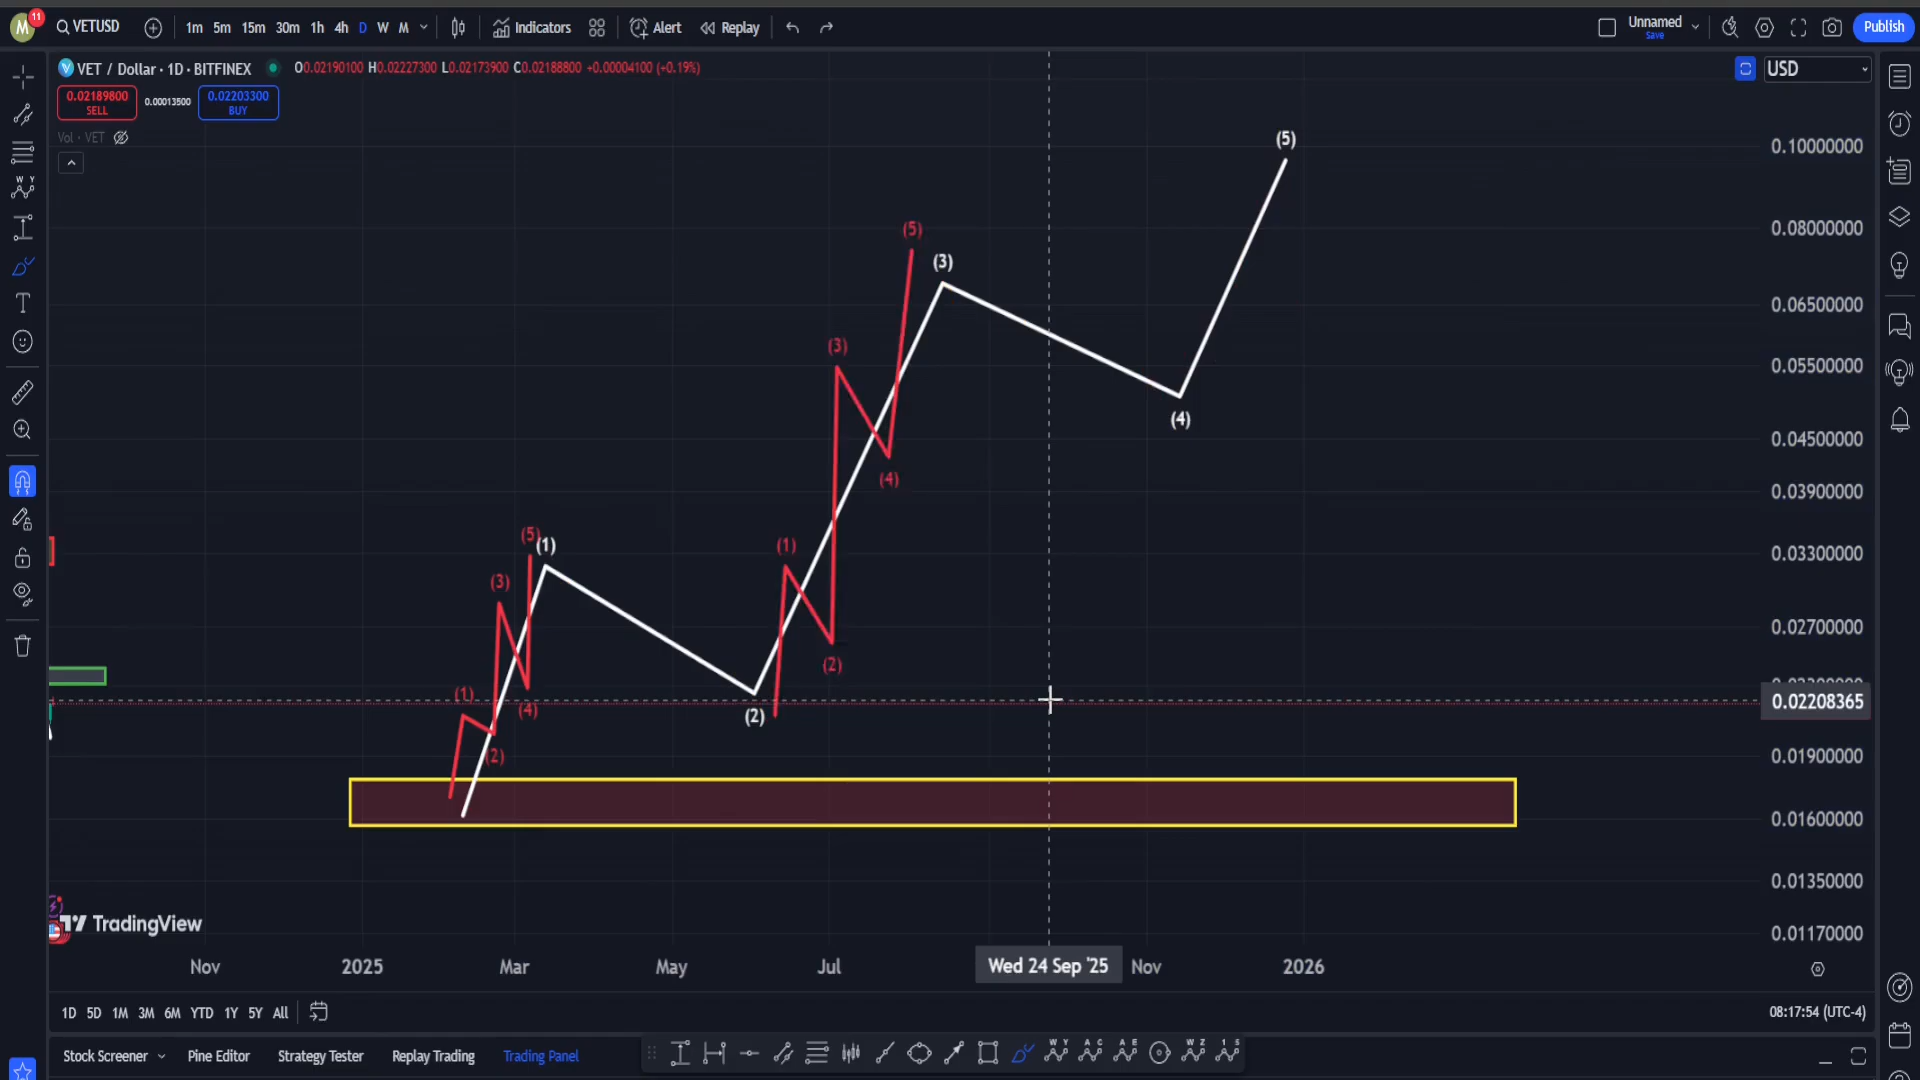 M 11 VETUSD 1m 5m 15m 30m 1h 4h D W M Indicators Alert Replay Unnamed Save Publish
VET / Dollar · 1D · BITFINEX O0.02190100 H0.02227300 L0.02173900 C0.02188800 +0.00004100 (+0.19%) USD
0.02189800 SELL 0.00013500 0.02203300 BUY
Vol · VET
(5)
0.10000000
(5)
0.08000000
(3)
0.06500000
(3)
0.05500000
(4)
0.04500000
(4)
0.03900000
(5) (1) (1)
0.03300000
(3)
0.02700000
(2)
(1)
0.02208365
(4) (2)
(2)
0.01900000
0.01600000
0.01350000
TradingView
0.01170000
Nov 2025 Mar May Jul Wed 24 Sep '25 Nov 2026
1D 5D 1M 3M 6M YTD 1Y 5Y All 08:17:54 (UTC-4)
Stock Screener Pine Editor Strategy Tester Replay Trading Trading Panel